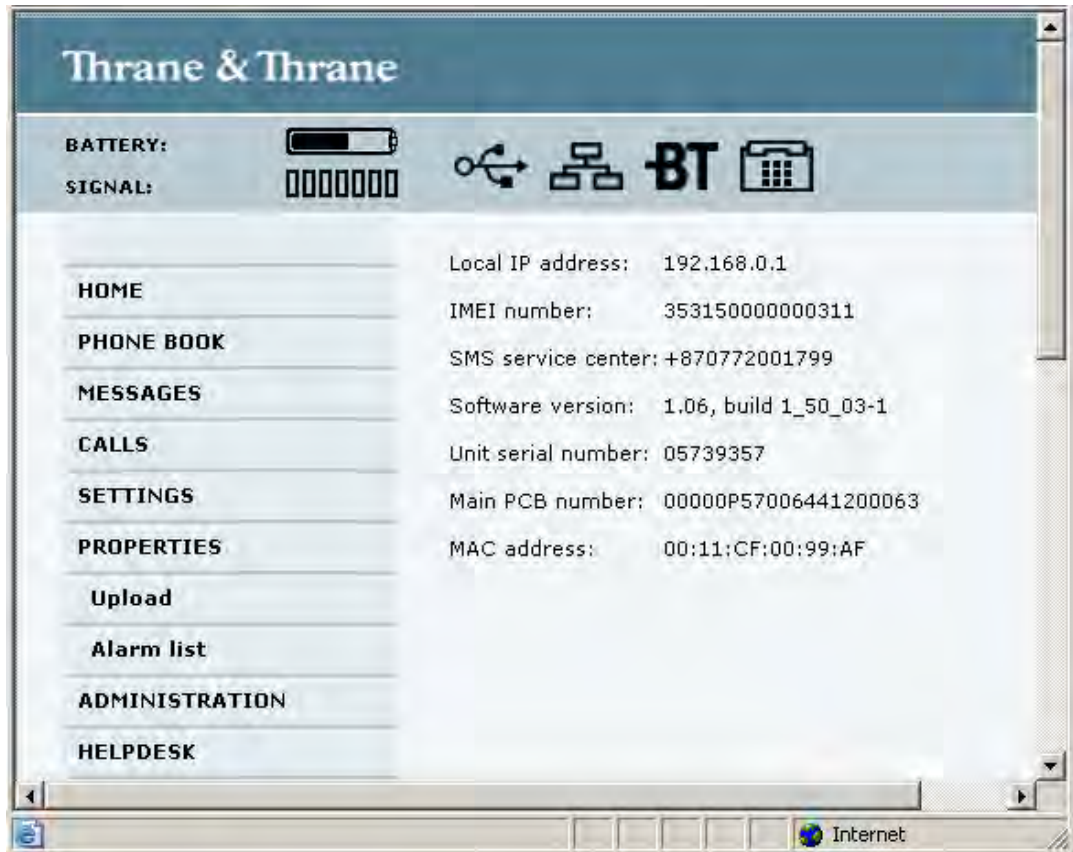 Thrane & Thrane
BATTERY:
SIGNAL:
BT
HOME
PHONE BOOK
MESSAGES
CALLS
SETTINGS
PROPERTIES
Upload
Alarm list
ADMINISTRATION
HELPDESK
Local IP address: 192.168.0.1
IMEI number: 353150000000311
SMS service center: +870772001799
Software version: 1.06, build 1_50_03-1
Unit serial number: 05739357
Main PCB number: 00000P57006441200063
MAC address: 00:11:CF:00:99:AF
Internet